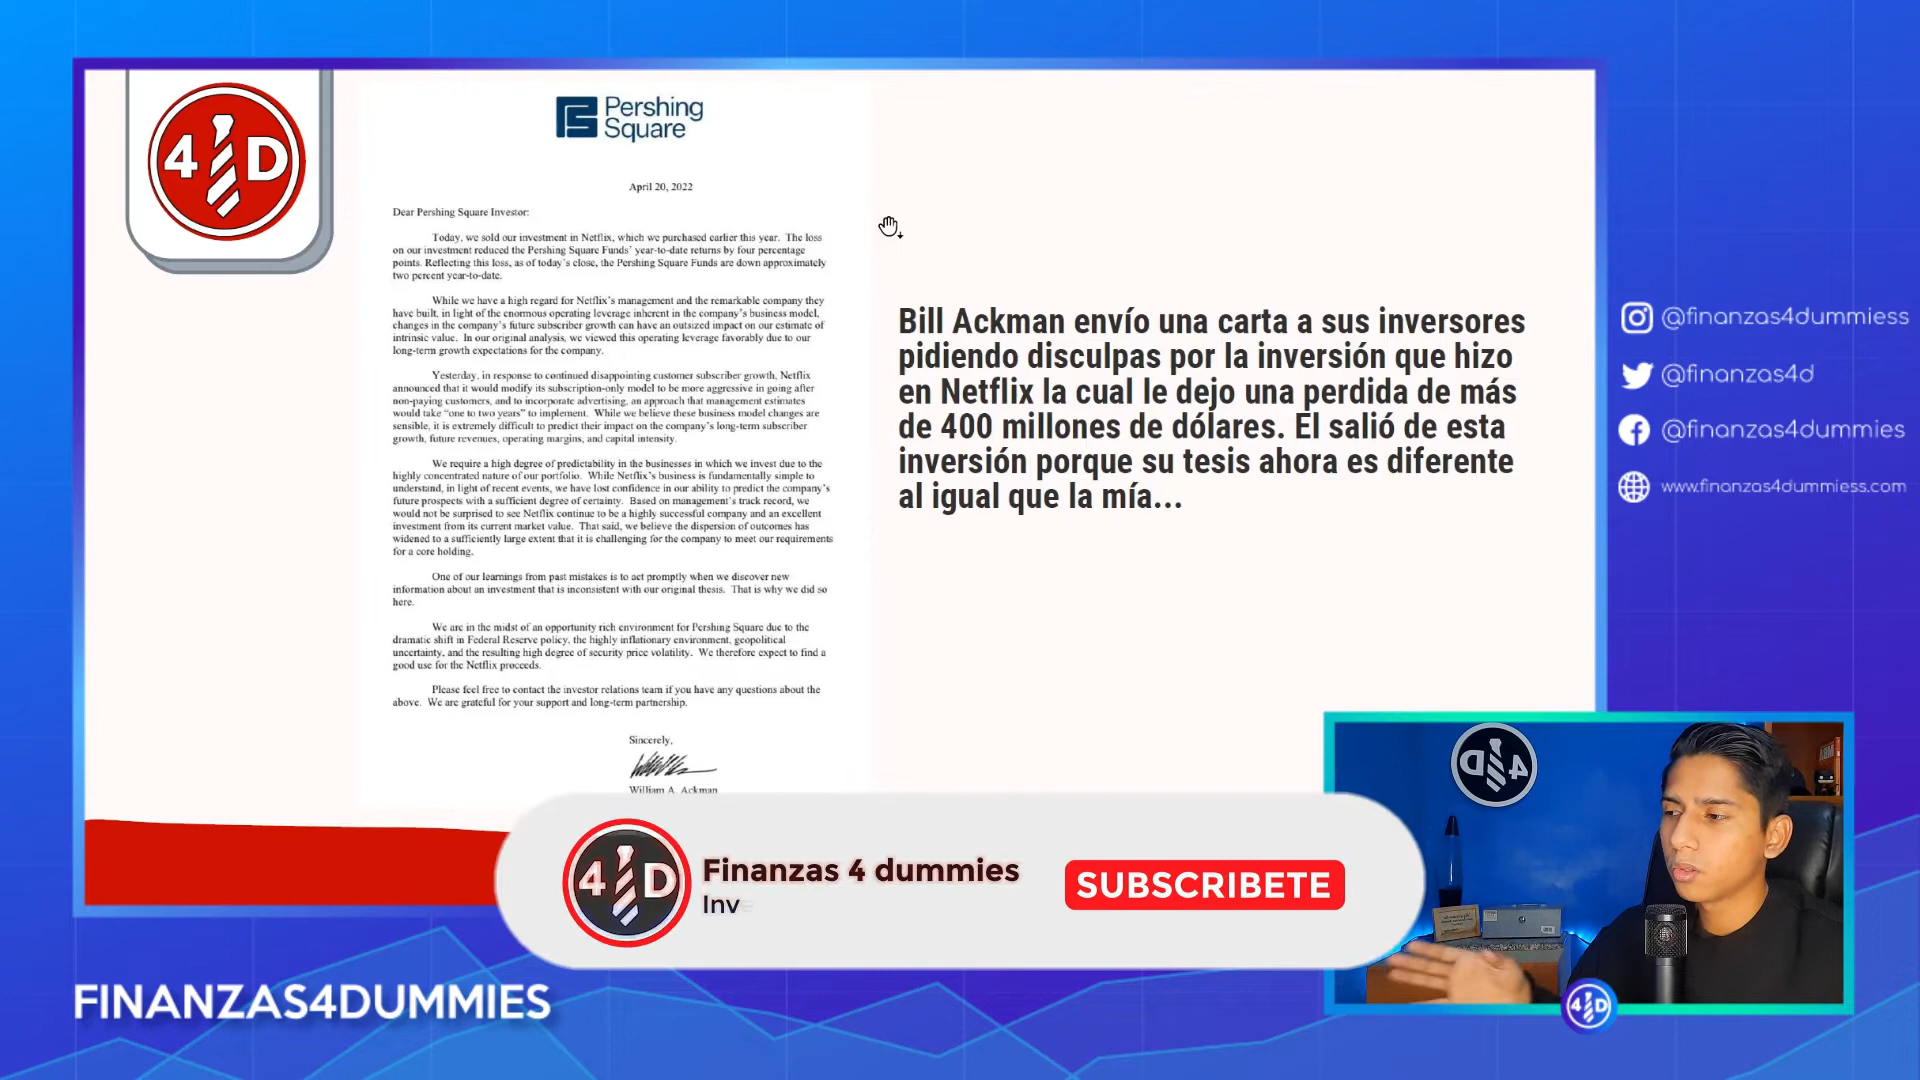 4 D
Pershing
Square
April 20, 2022
Dear Pershing Square Investor:
Today, we sold our investment in Netflix, which we purchased earlier this year. The loss
on our investment reduced the Pershing Square Funds' year-to-date returns by four percentage
points. Reflecting this loss, as of today's close, the Pershing Square Funds are down approximately
two percent year-to-date.
While we have a high regard for Netflix's management and the remarkable company they
have built, in light of the enormous operating leverage inherent in the company's business model,
changes in the company's future subscriber growth can have an outsized impact on our estimate of
intrinsic value. In our original analysis, we viewed this operating leverage favorably due to our
long-term growth expectations for the company.
Yesterday, in response to continued disappointing customer subscriber growth, Netflix
announced that it would modify its subscription-only model to be more aggressive in going after
non-paying customers, and to incorporate advertising, an approach that management estimates
would take "one to two years" to implement. While we believe these business model changes are
sensible, it is extremely difficult to predict their impact on the company's long-term subscriber
growth, future revenues, operating margins, and capital intensity.
We require a high degree of predictability in the businesses in which we invest due to the
highly concentrated nature of our portfolio. While Netflix's business is fundamentally simple to
understand, in light of recent events, we have lost confidence in our ability to predict the company's
future prospects with a sufficient degree of certainty. Based on management's track record, we
would not be surprised to see Netflix continue to be a highly successful company and an excellent
investment from its current market value. That said, we believe the dispersion of outcomes has
widened to a sufficiently large extent that it is challenging for the company to meet our requirements
for a core holding.
One of our learnings from past mistakes is to act promptly when we discover new
information about an investment that is inconsistent with our original thesis. That is why we did so
here.
We are in the midst of an opportunity rich environment for Pershing Square due to the
dramatic shift in Federal Reserve policy, the highly inflationary environment, geopolitical
uncertainty, and the resulting high degree of security price volatility. We therefore expect to find a
good use for the Netflix proceeds.
Please feel free to contact the investor relations team if you have any questions about the
above. We are grateful for your support and long-term partnership.
Sincerely,
William A. Ackman
Bill Ackman envío una carta a sus inversores
pidiendo disculpas por la inversión que hizo
en Netflix la cual le dejo una perdida de más
de 400 millones de dólares. El salió de esta
inversión porque su tesis ahora es diferente
al igual que la mía...
@finanzas4dummiess
@finanzas4d
@finanzas4dummies
www.finanzas4dummiess.com
4 D
4 D
Finanzas 4 dummies
Inve
SUBSCRIBETE
4 D
FINANZAS4DUMMIES